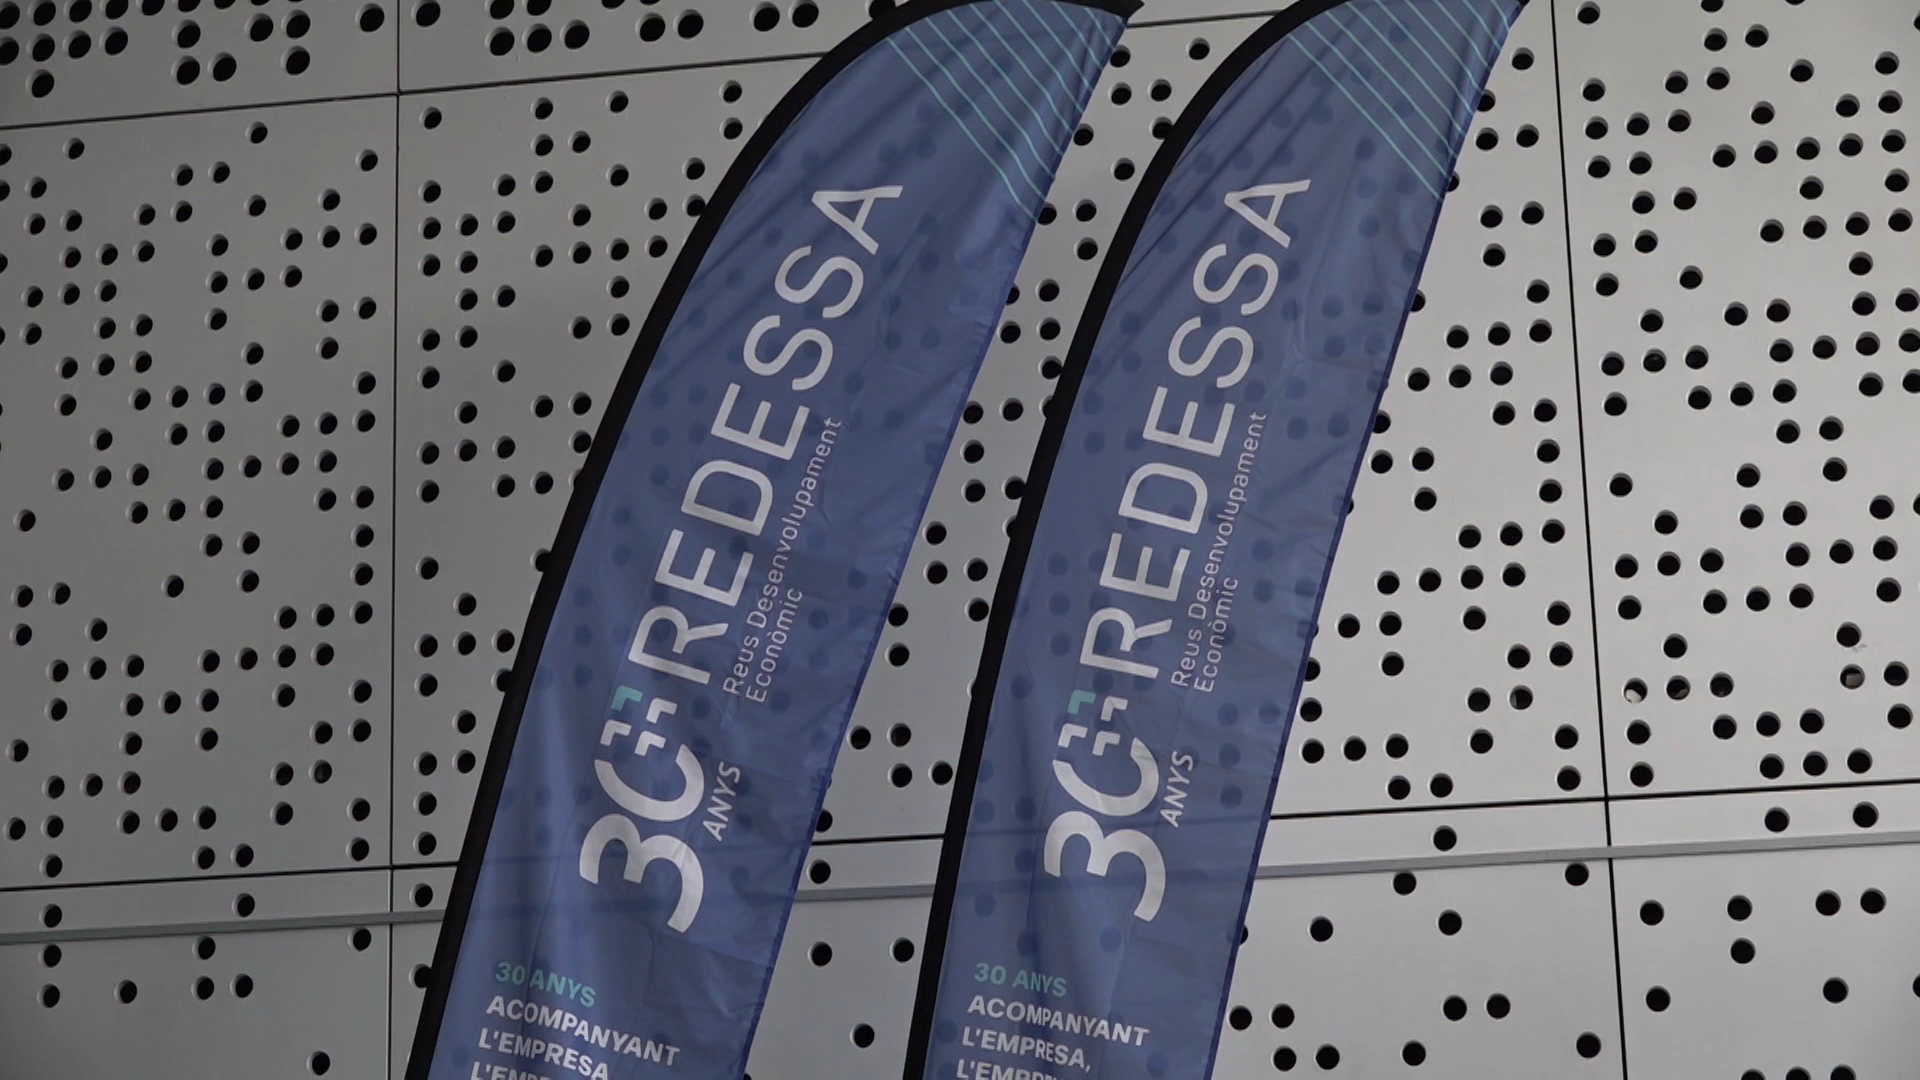 30 REDESSA
ANYS
Reus Desenvolupament
Econòmic
30 ANYS
ACOMPANYANT
L'EMPRESA
30 REDESSA
ANYS
Reus Desenvolupament
Econòmic
30 ANYS
ACOMPANYANT
L'EMPRESA,